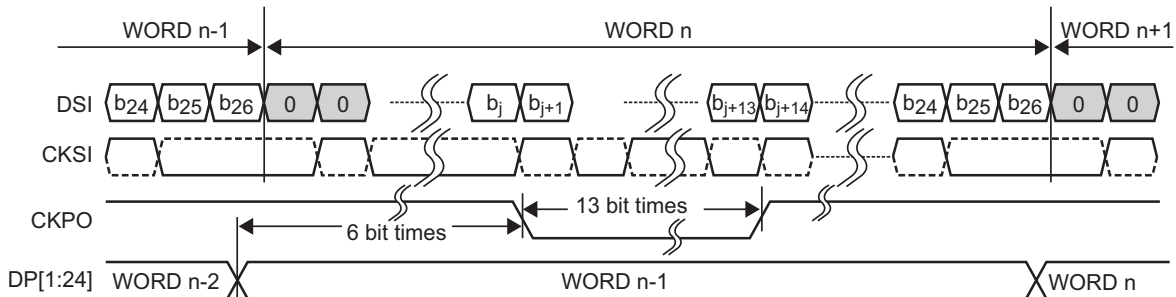 WORD n-1 WORD n WORD n+1
DSI b24 b25 b26 0 0 bj bj+1 bj+13 bj+14 b24 b25 b26 0 0
CKSI
CKPO 6 bit times 13 bit times
DP[1:24] WORD n-2 WORD n-1 WORD n